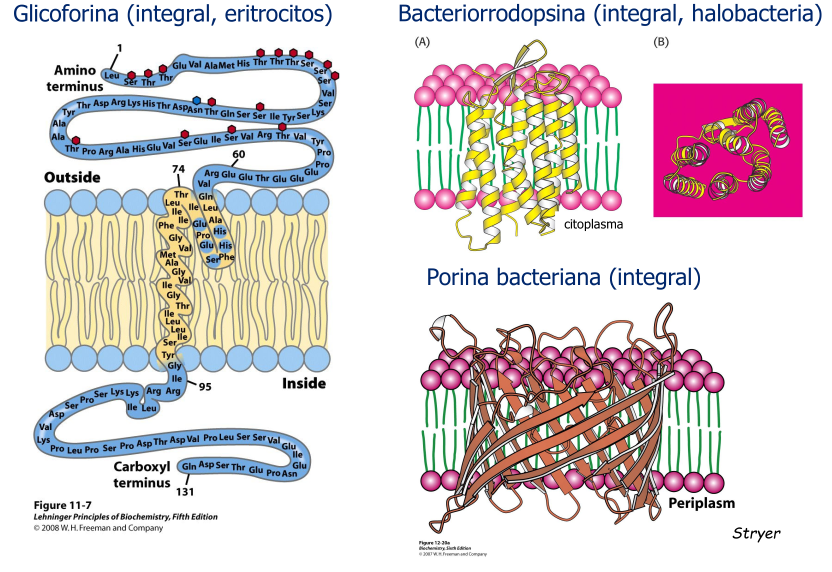 Glicoforina (integral, eritrocitos)
1
Amino
terminus
Leu Ser Thr Thr Glu Val Ala Met His Thr Thr Thr Ser Ser Ser Val Ser Lys
Tyr Thr Asp Arg Lys His Thr Asp Asn Thr Gln Ser Ser Ile Tyr Ser
Ala
Ala
Thr Pro Arg Ala His Glu Val Ser Glu Ile Ser Val Arg Thr Val Tyr
Pro
Pro
74
60
Arg Glu Glu Thr Glu Glu Glu
Outside
Val
Gln
Thr
Leu
Ile
Ile
Ile Leu
Ala
Phe
Glu
His
Pro
Gly
Val
Glu
His
Met
Ser
Phe
Ala
Gly
Val
Ile
Gly
Thr
Ile
Leu
Leu
Ile
Ser
Tyr
Gly
Inside
Ile
95
Arg Arg
Ser Lys Lys
Ile Leu
Pro
Ser
Asp
Val
Lys
Pro Leu Pro Ser Pro Asp Thr Asp Val Pro Leu Ser Ser Val
Glu
Ile
Glu
Carboxyl
terminus
Gln Asp Ser Thr Glu Pro Asn
131
Figure 11-7
Lehninger Principles of Biochemistry, Fifth Edition
© 2008 W. H. Freeman and Company
Bacteriorrodopsina (integral, halobacteria)
(A)
(B)
citoplasma
Porina bacteriana (integral)
Periplasm
Figure 12-20a
Biochemistry, Sixth Edition
© 2007 W. H. Freeman and Company
Stryer